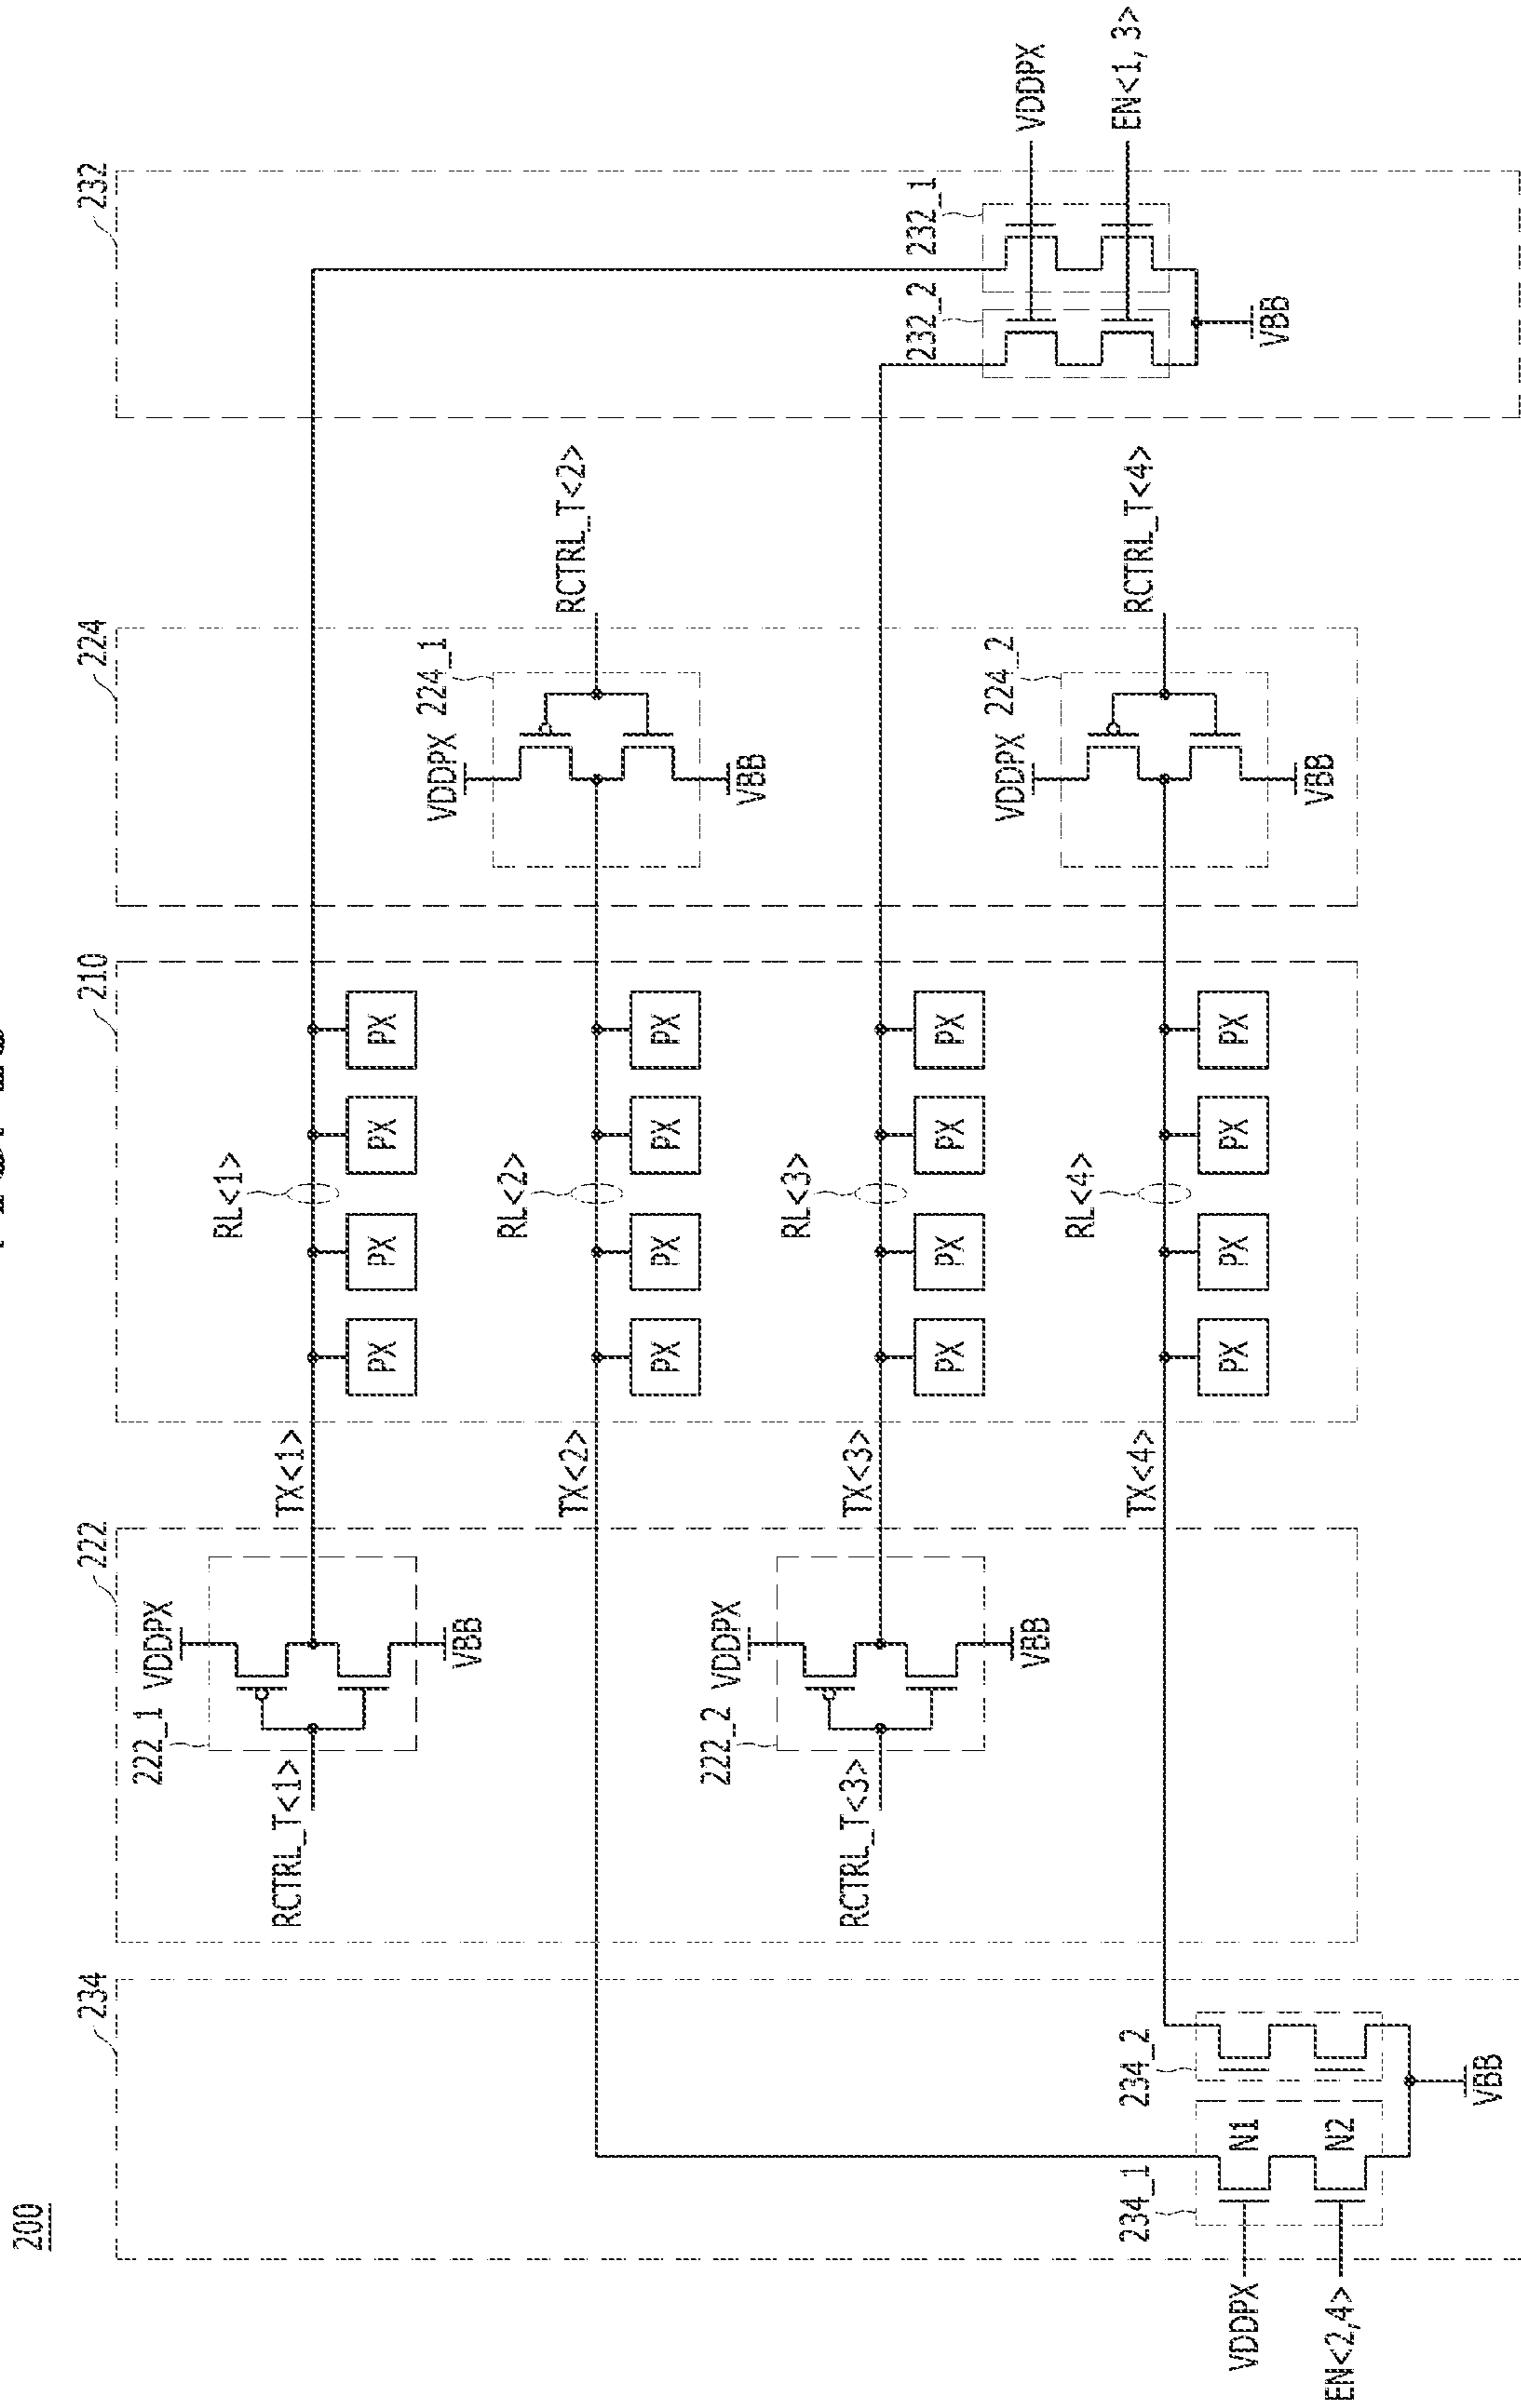 200
234
222
210
224
232
222_1
VDDPX
RCTRL_T<1>
VBB
TX<1>
RL<1>
PX PX PX PX
TX<2>
RL<2>
PX PX PX PX
VDDPX
224_1
RCTRL_T<2>
VBB
222_2
VDDPX
RCTRL_T<3>
VBB
TX<3>
RL<3>
PX PX PX PX
232_2
232_1
VDDPX
EN<1,3>
VBB
TX<4>
RL<4>
PX PX PX PX
VDDPX
224_2
RCTRL_T<4>
VBB
234_1
234_2
VDDPX
N1
EN<2,4>
N2
VBB